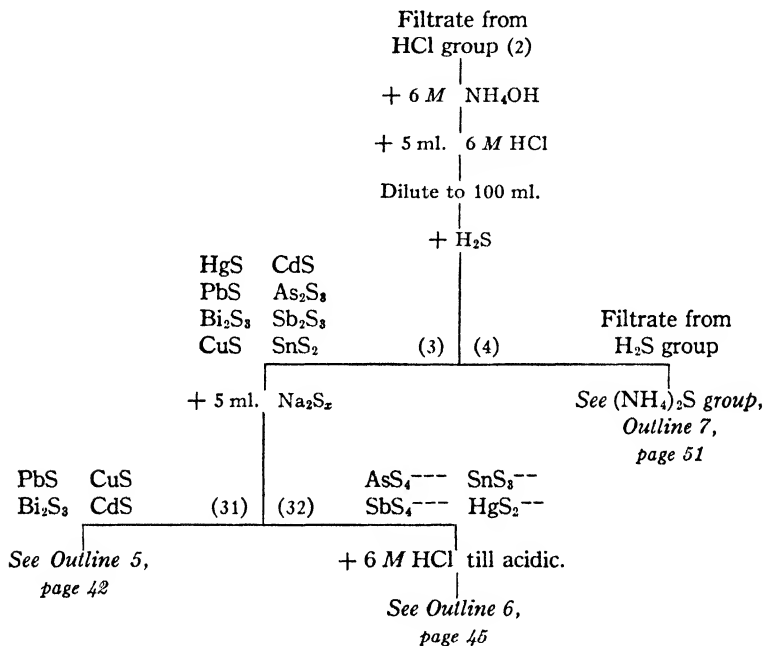 Filtrate from
HCl group (2)
+ 6 M NH₄OH
+ 5 ml. 6 M HCl
Dilute to 100 ml.
+ H₂S
HgS CdS
PbS As₂S₃
Bi₂S₃ Sb₂S₃
CuS SnS₂
(3) (4)
Filtrate from
H₂S group
+ 5 ml. Na₂Sₓ
See (NH₄)₂S group,
Outline 7,
page 51
PbS CuS
Bi₂S₃ CdS
(31) (32)
AsS₄--- SnS₃--
SbS₄--- HgS₂--
See Outline 5,
page 42
+ 6 M HCl till acidic.
See Outline 6,
page 45